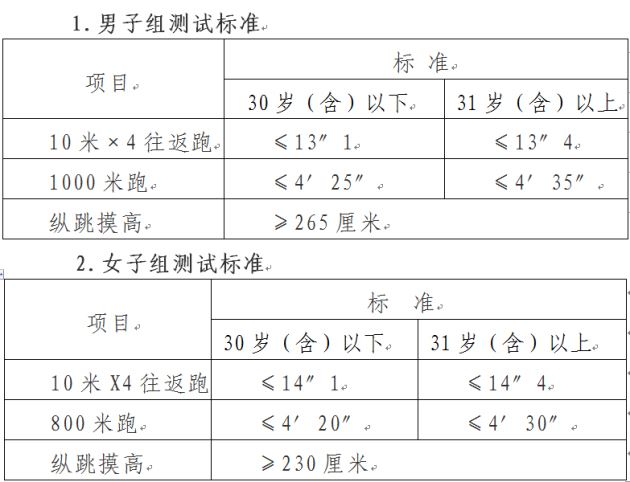 1.男子组测试标准
项目 标 准
30岁（含）以下 31岁（含）以上
10米×4往返跑 ≤13″1 ≤13″4
1000米跑 ≤4′25″ ≤4′35″
纵跳摸高 ≥265厘米
2.女子组测试标准
项目 标 准
30岁（含）以下 31岁（含）以上
10米X4往返跑 ≤14″1 ≤14″4
800米跑 ≤4′20″ ≤4′30″
纵跳摸高 ≥230厘米